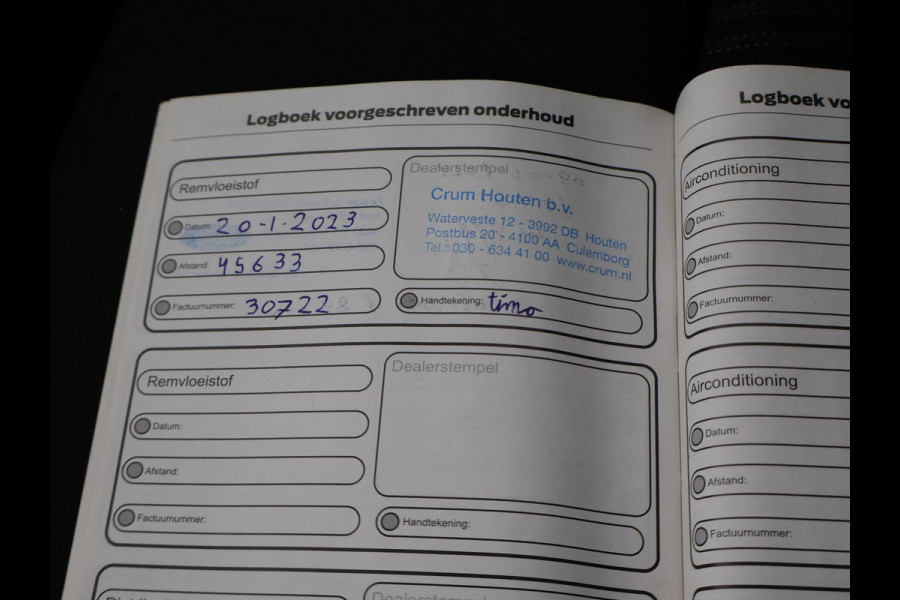 Logboek voorgeschreven onderhoud
Remvloeistof
Datum: 20-1-2023
Afstand: 45633
Factuurnummer: 30722
Dealerstempel
Crum Houten b.v.
Waterveste 12 - 3992 DB Houten
Postbus 20 - 4100 AA Culemborg
Tel.: 030 - 634 41 00 www.crum.nl
Handtekening: timo
Remvloeistof
Datum:
Afstand:
Factuurnummer:
Dealerstempel
Handtekening:
Dealerstempel
Logboek vo
Airconditioning
Datum:
Afstand:
Factuurnummer:
Airconditioning
Datum:
Afstand:
Factuurnummer: